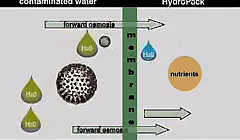 contaminated water
HydroPack
forward osmosis
H₂O
H₂O
membrane
nutrients
H₂O
H₂O
forward osmosis